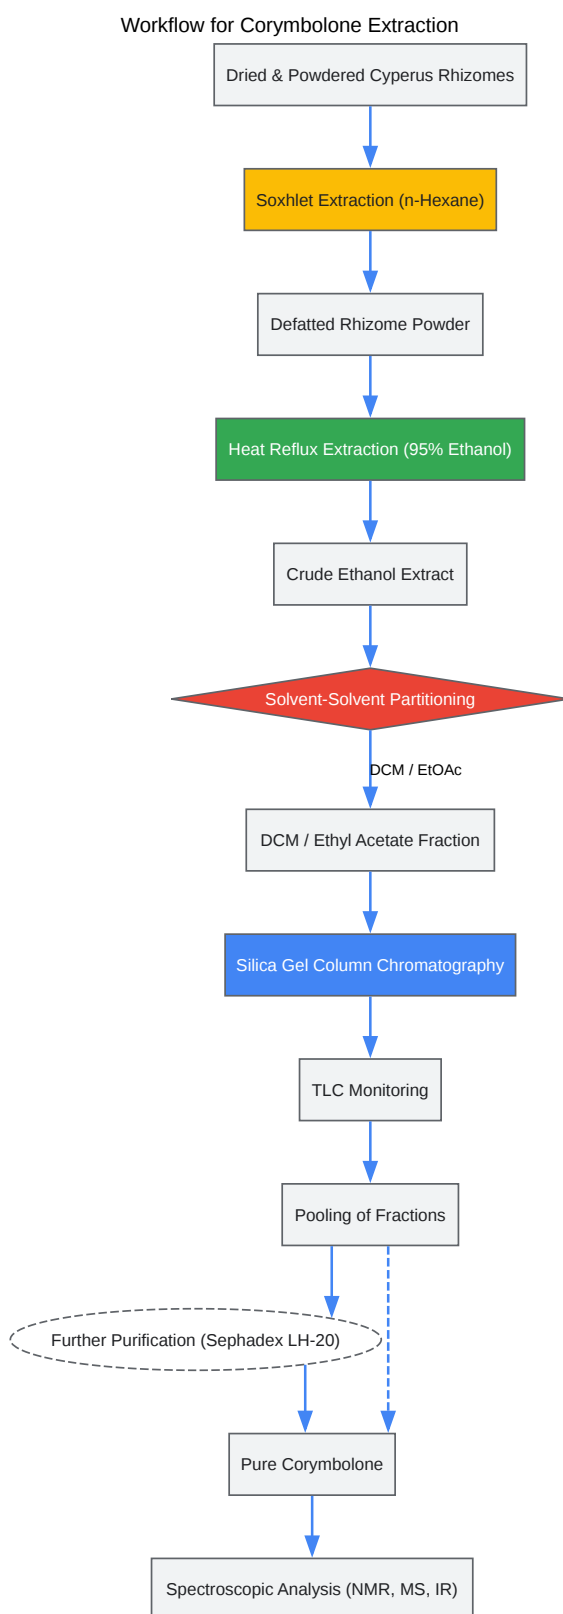 Workflow for Corymbolone Extraction
Dried & Powdered Cyperus Rhizomes
Soxhlet Extraction (n-Hexane)
Defatted Rhizome Powder
Heat Reflux Extraction (95% Ethanol)
Crude Ethanol Extract
Solvent-Solvent Partitioning
DCM / EtOAc
DCM / Ethyl Acetate Fraction
Silica Gel Column Chromatography
TLC Monitoring
Pooling of Fractions
Further Purification (Sephadex LH-20)
Pure Corymbolone
Spectroscopic Analysis (NMR, MS, IR)